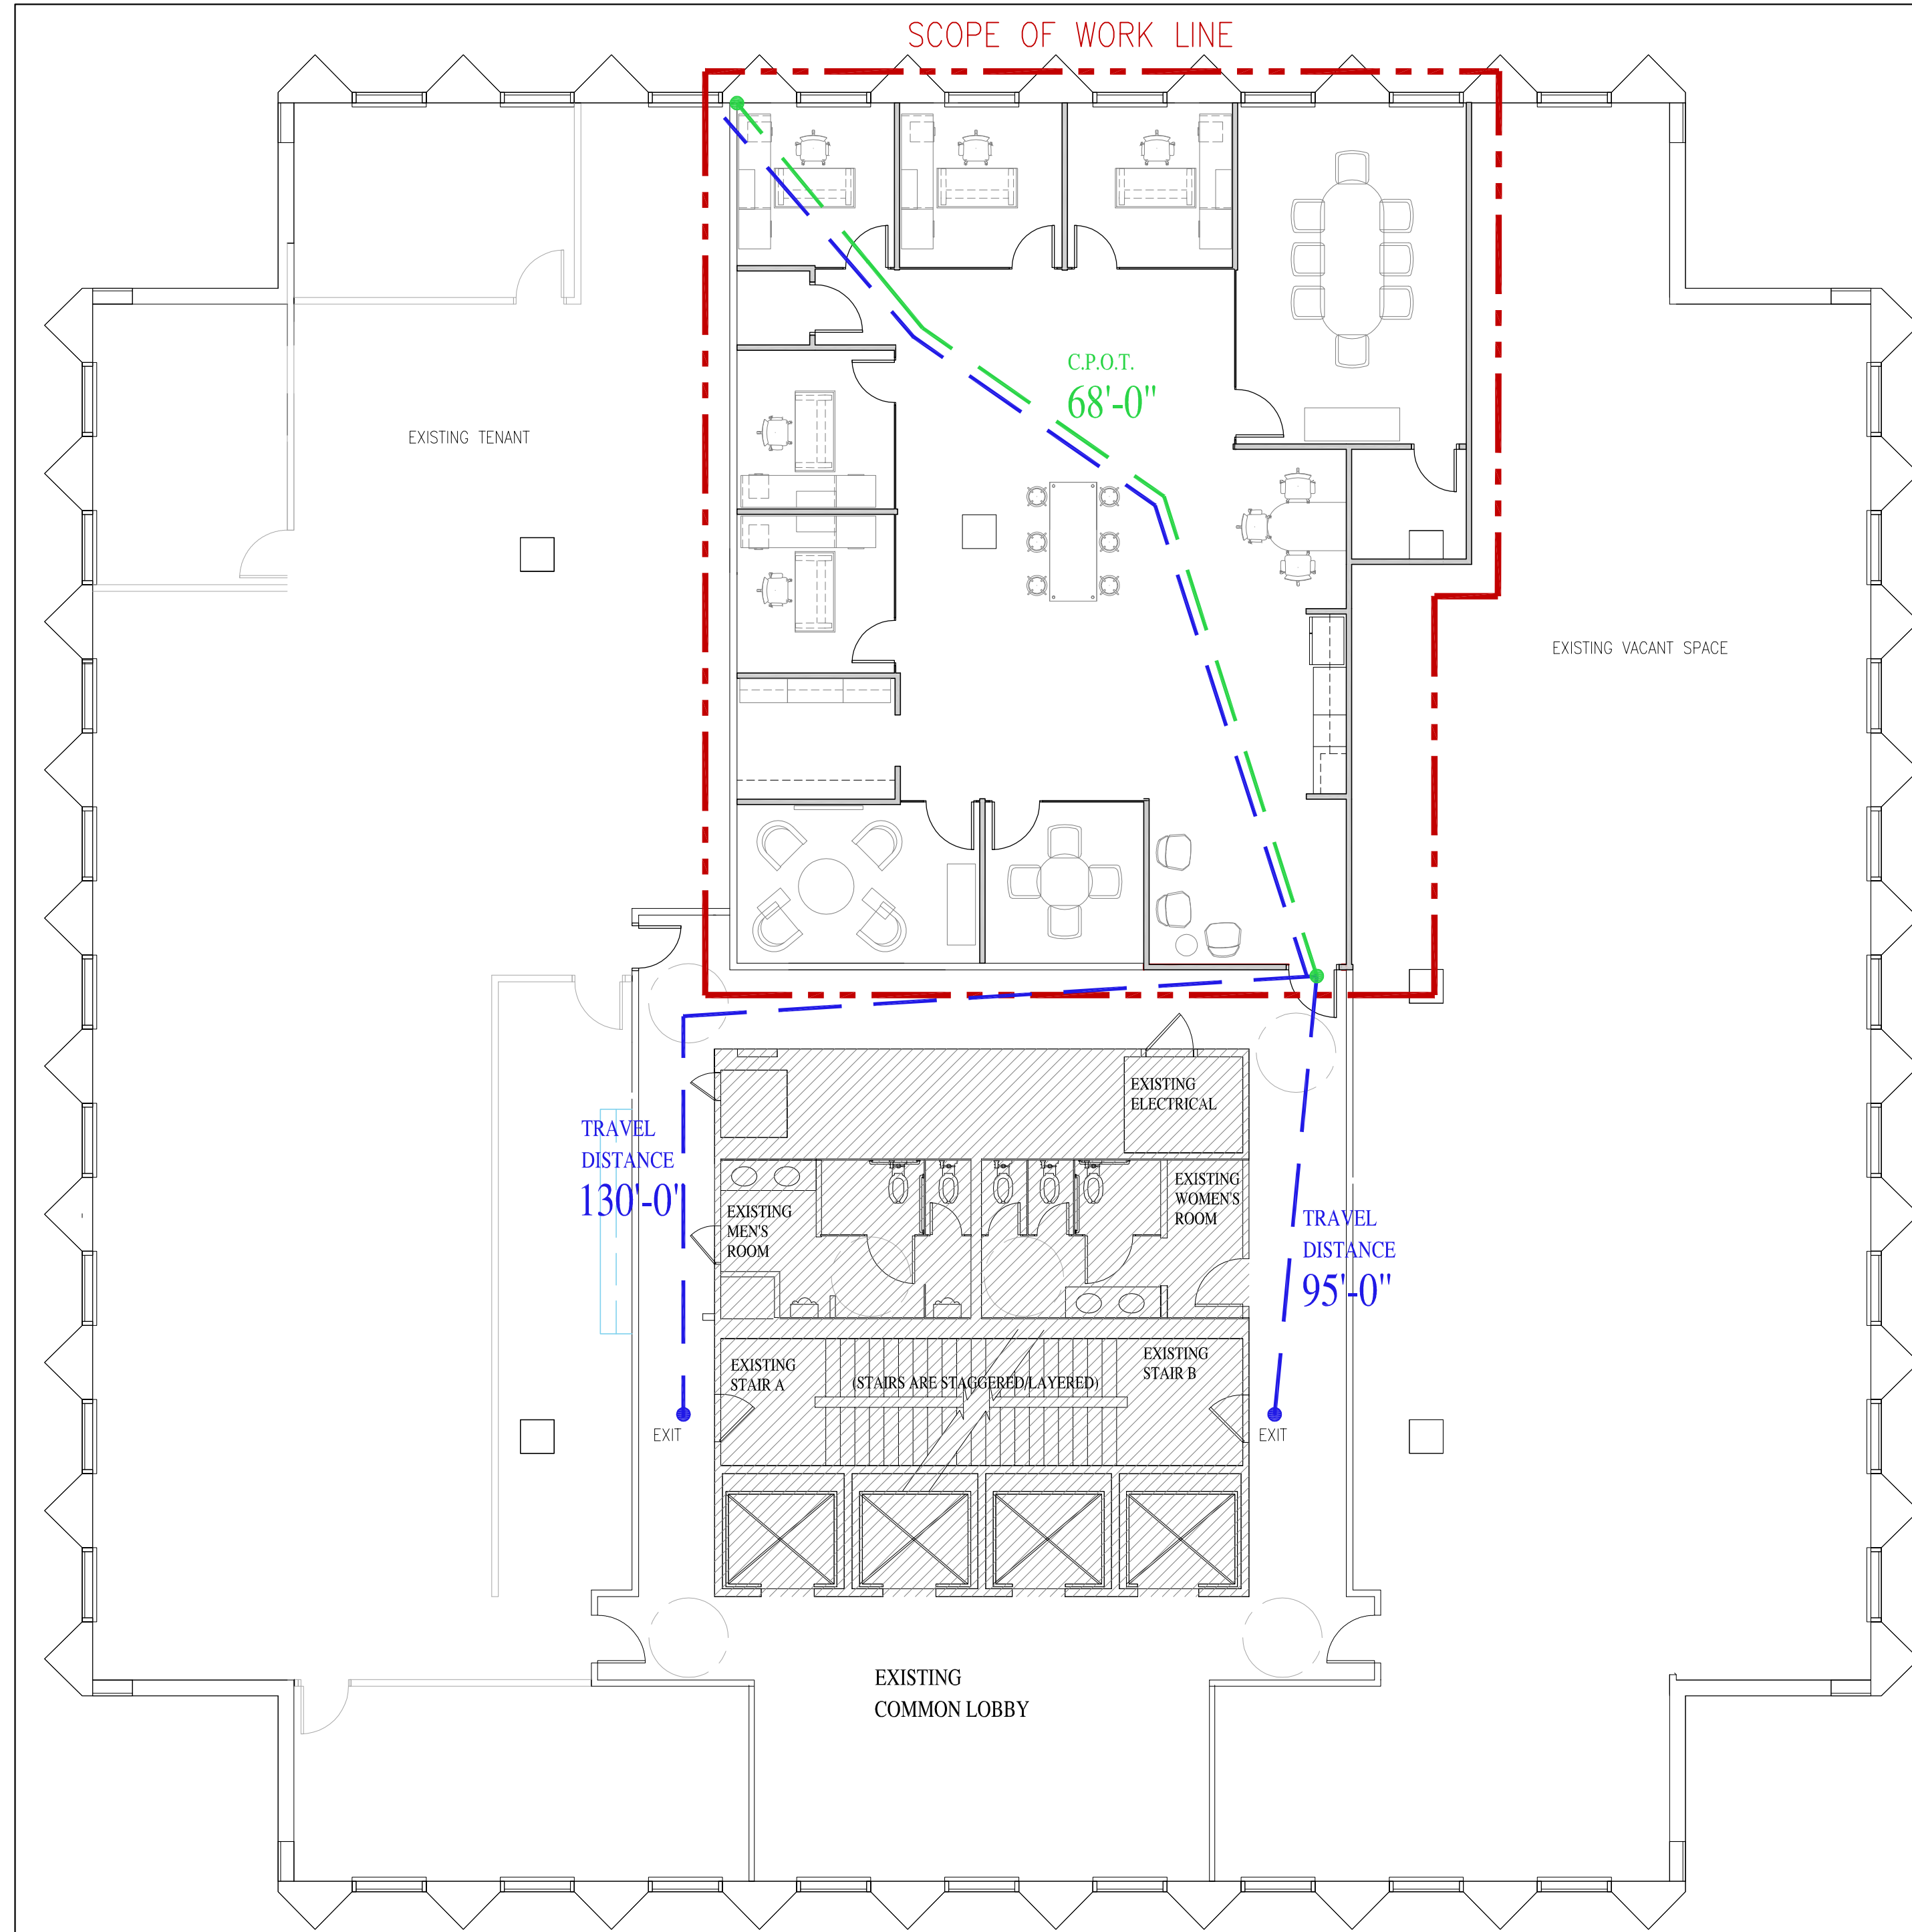 SCOPE OF WORK LINE
C.P.O.T.
68'-0"
EXISTING TENANT
EXISTING VACANT SPACE
EXISTING
ELECTRICAL
TRAVEL
DISTANCE
130'-0"
EXISTING
MEN'S
ROOM
EXISTING
WOMEN'S
ROOM
TRAVEL
DISTANCE
95'-0"
EXISTING
STAIR A
(STAIRS ARE STAGGERED/LAYERED)
EXISTING
STAIR B
EXIT
EXIT
EXISTING
COMMON LOBBY